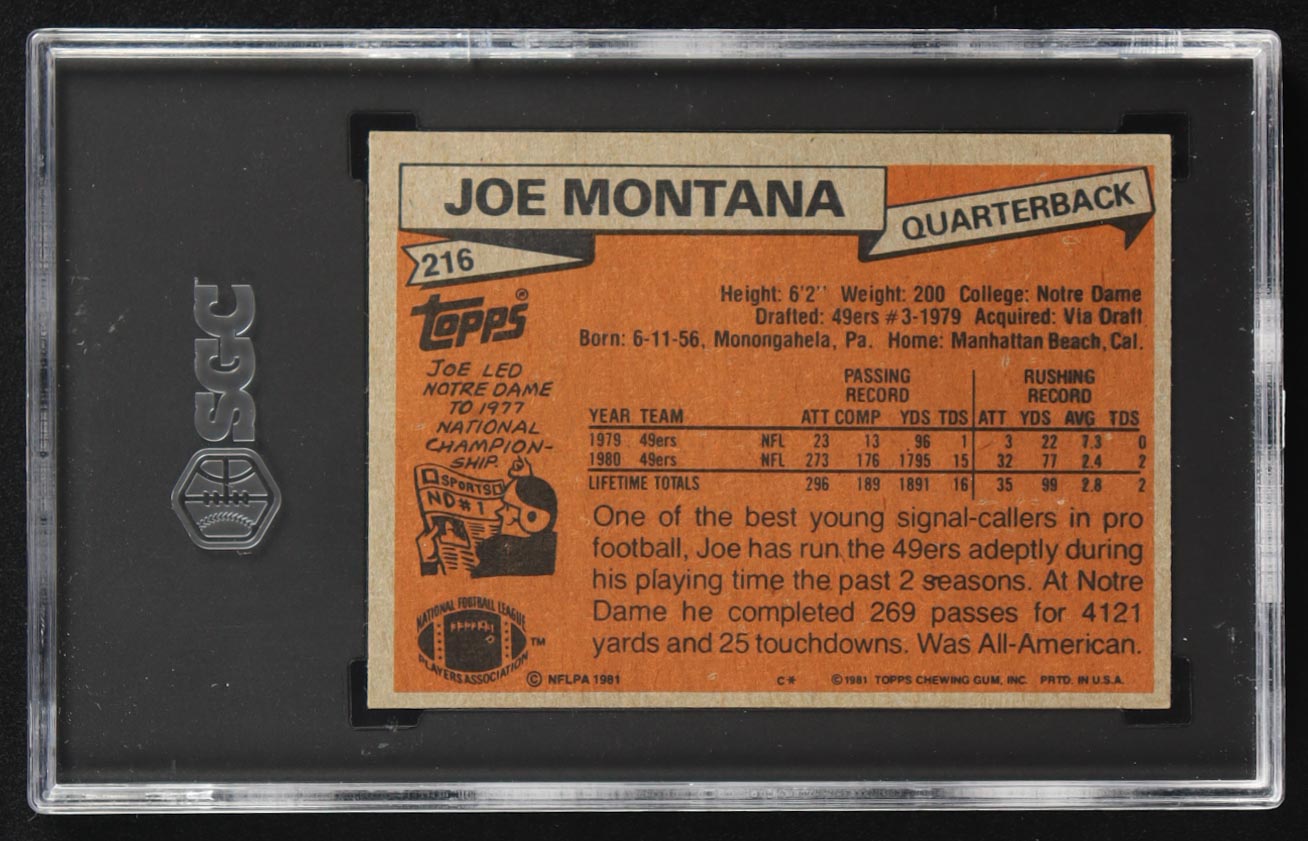 SGC
JOE MONTANA
QUARTERBACK
216
topps®
Height: 6'2'' Weight: 200 College: Notre Dame
Drafted: 49ers #3-1979 Acquired: Via Draft
Born: 6-11-56, Monongahela, Pa. Home: Manhattan Beach, Cal.
JOE LED
NOTRE DAME
TO 1977
NATIONAL
CHAMPION-
SHIP.
SPORTS
ND#1
PASSING RECORD RUSHING RECORD
YEAR TEAM ATT COMP YDS TDS ATT YDS AVG TDS
1979 49ers NFL 23 13 96 1 3 22 7.3 0
1980 49ers NFL 273 176 1795 15 32 77 2.4 2
LIFETIME TOTALS 296 189 1891 16 35 99 2.8 2
One of the best young signal-callers in pro
football, Joe has run the 49ers adeptly during
his playing time the past 2 seasons. At Notre
Dame he completed 269 passes for 4121
yards and 25 touchdowns. Was All-American.
NATIONAL FOOTBALL LEAGUE
PLAYERS ASSOCIATION
TM
© NFLPA 1981 C* ©1981 TOPPS CHEWING GUM, INC. PRTD. IN U.S.A.